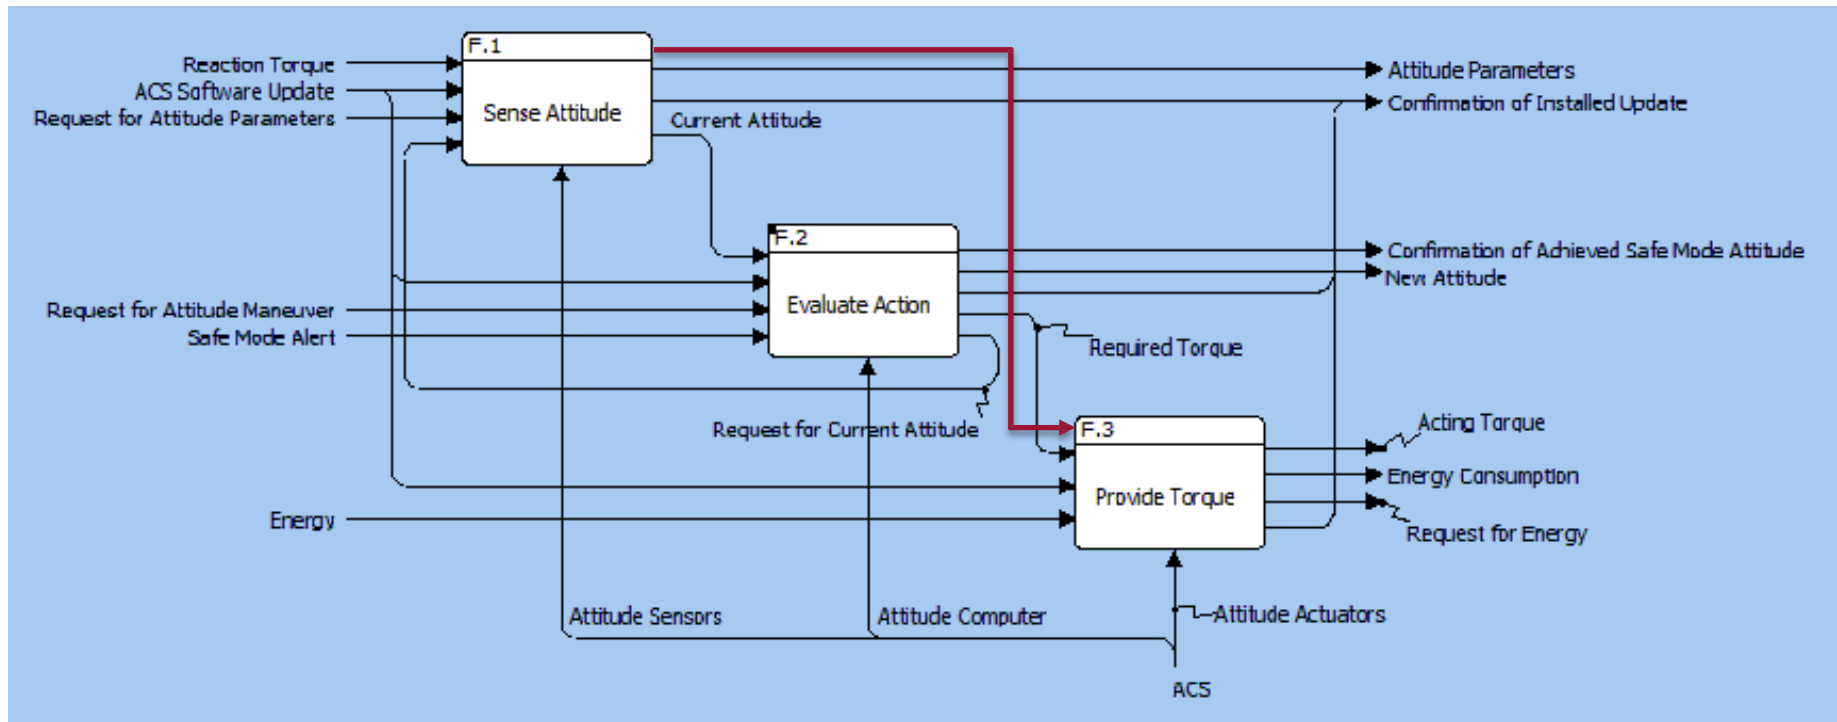 F.1
Reaction Torque
Attitude Parameters
ACS Software Update
Confirmation of Installed Update
Sense Attitude
Request for Attitude Parameters
Current Attitude
F.2
Confirmation of Achieved Safe Mode Attitude
New Attitude
Evaluate Action
Request for Attitude Maneuver
Safe Mode Alert
Required Torque
Request for Current Attitude
F.3
Acting Torque
Energy Consumption
Provide Torque
Energy
Request for Energy
Attitude Sensors
Attitude Computer
Attitude Actuators
ACS